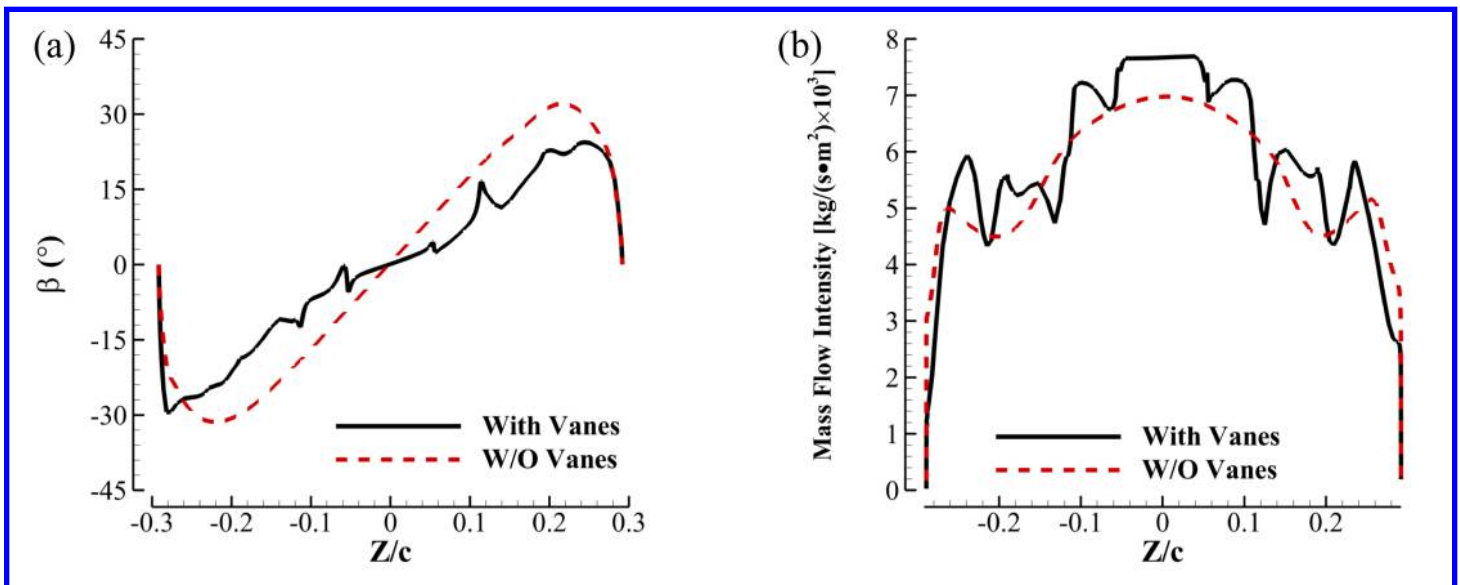 (a)
45
30
15
0
-15
-30
-45
β (°)
With Vanes
W/O Vanes
-0.3
-0.2
-0.1
0
0.1
0.2
0.3
Z/c
(b)
8
7
6
5
4
3
2
1
0
Mass Flow Intensity [kg/(s•m²)×10³]
With Vanes
W/O Vanes
-0.2
-0.1
0
0.1
0.2
Z/c